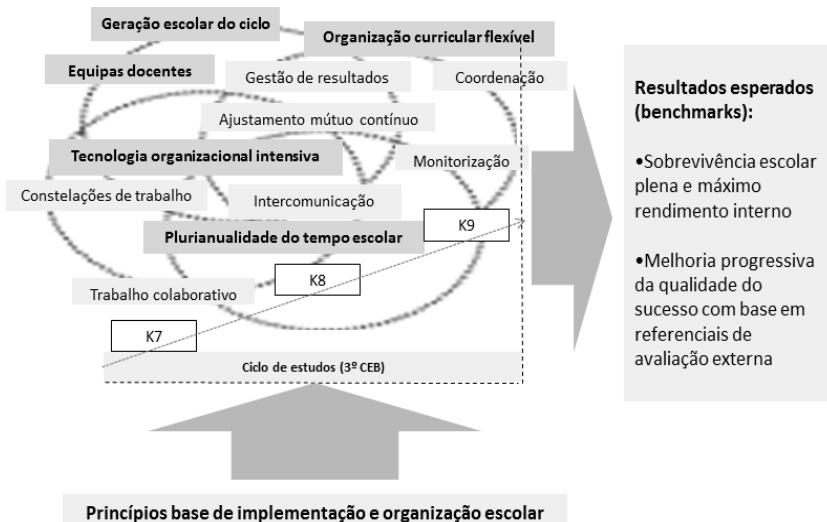 Geração escolar do ciclo
Organização curricular flexível
Equipas docentes
Gestão de resultados
Coordenação
Ajustamento mútuo contínuo
Tecnologia organizacional intensiva
Monitorização
Constelações de trabalho
Intercomunicação
Plurianualidade do tempo escolar
K9
K8
Trabalho colaborativo
K7
Ciclo de estudos (3º CEB)
Resultados esperados
(benchmarks):
•Sobrevivência escolar
plena e máximo
rendimento interno
•Melhoria progressiva
da qualidade do
sucesso com base em
referenciais de
avaliação externa
Princípios base de implementação e organização escolar